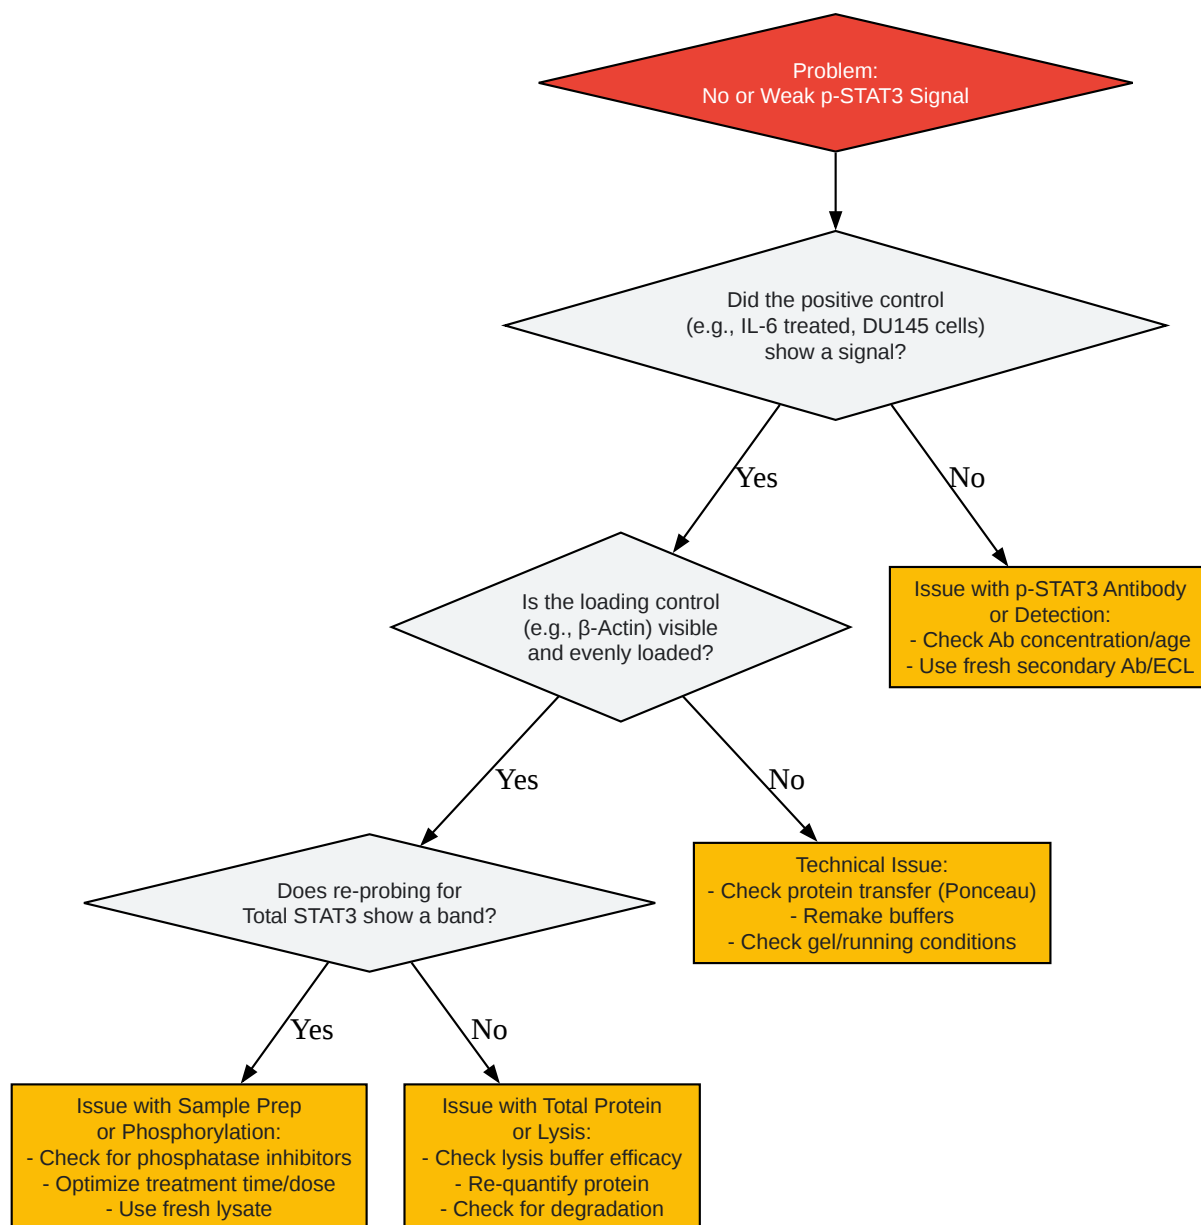 Problem:
No or Weak p-STAT3 Signal
Did the positive control
(e.g., IL-6 treated, DU145 cells)
show a signal?
Yes
No
Is the loading control
(e.g., β-Actin) visible
and evenly loaded?
Issue with p-STAT3 Antibody
or Detection:
- Check Ab concentration/age
- Use fresh secondary Ab/ECL
Yes
No
Does re-probing for
Total STAT3 show a band?
Technical Issue:
- Check protein transfer (Ponceau)
- Remake buffers
- Check gel/running conditions
Yes
No
Issue with Sample Prep
or Phosphorylation:
- Check for phosphatase inhibitors
- Optimize treatment time/dose
- Use fresh lysate
Issue with Total Protein
or Lysis:
- Check lysis buffer efficacy
- Re-quantify protein
- Check for degradation